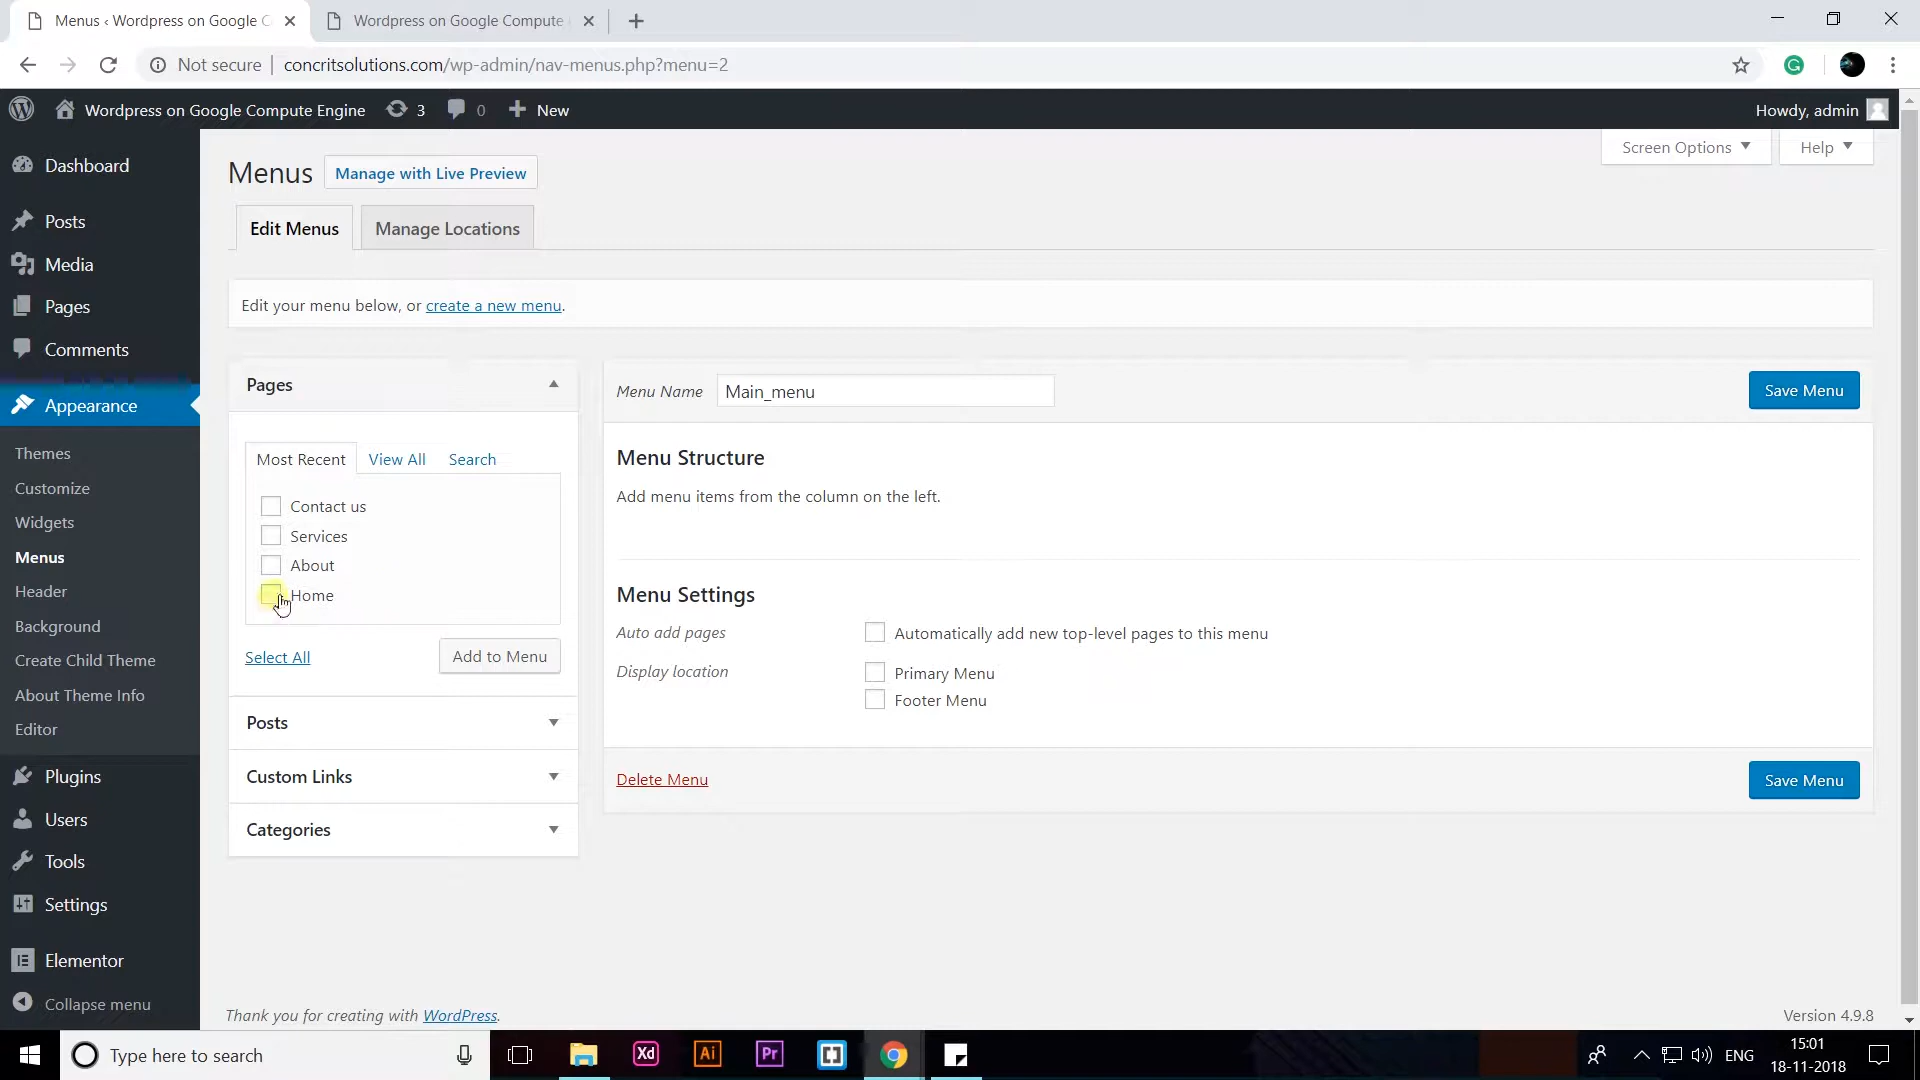 Menus ‹ Wordpress on Google C
Wordpress on Google Compute
Not secure
concritsolutions.com/wp-admin/nav-menus.php?menu=2
Wordpress on Google Compute Engine
3
0
New
Howdy, admin
Dashboard
Posts
Media
Pages
Comments
Appearance
Themes
Customize
Widgets
Menus
Header
Background
Create Child Theme
About Theme Info
Editor
Plugins
Users
Tools
Settings
Elementor
Collapse menu
Screen Options
Help
Menus
Manage with Live Preview
Edit Menus
Manage Locations
Edit your menu below, or create a new menu.
Pages
Most Recent
View All
Search
Contact us
Services
About
Home
Select All
Add to Menu
Posts
Custom Links
Categories
Menu Name
Main_menu
Save Menu
Menu Structure
Add menu items from the column on the left.
Menu Settings
Auto add pages
Automatically add new top-level pages to this menu
Display location
Primary Menu
Footer Menu
Delete Menu
Save Menu
Thank you for creating with WordPress.
Version 4.9.8
Type here to search
Xd
Ai
Pr
ENG
15:01
18-11-2018